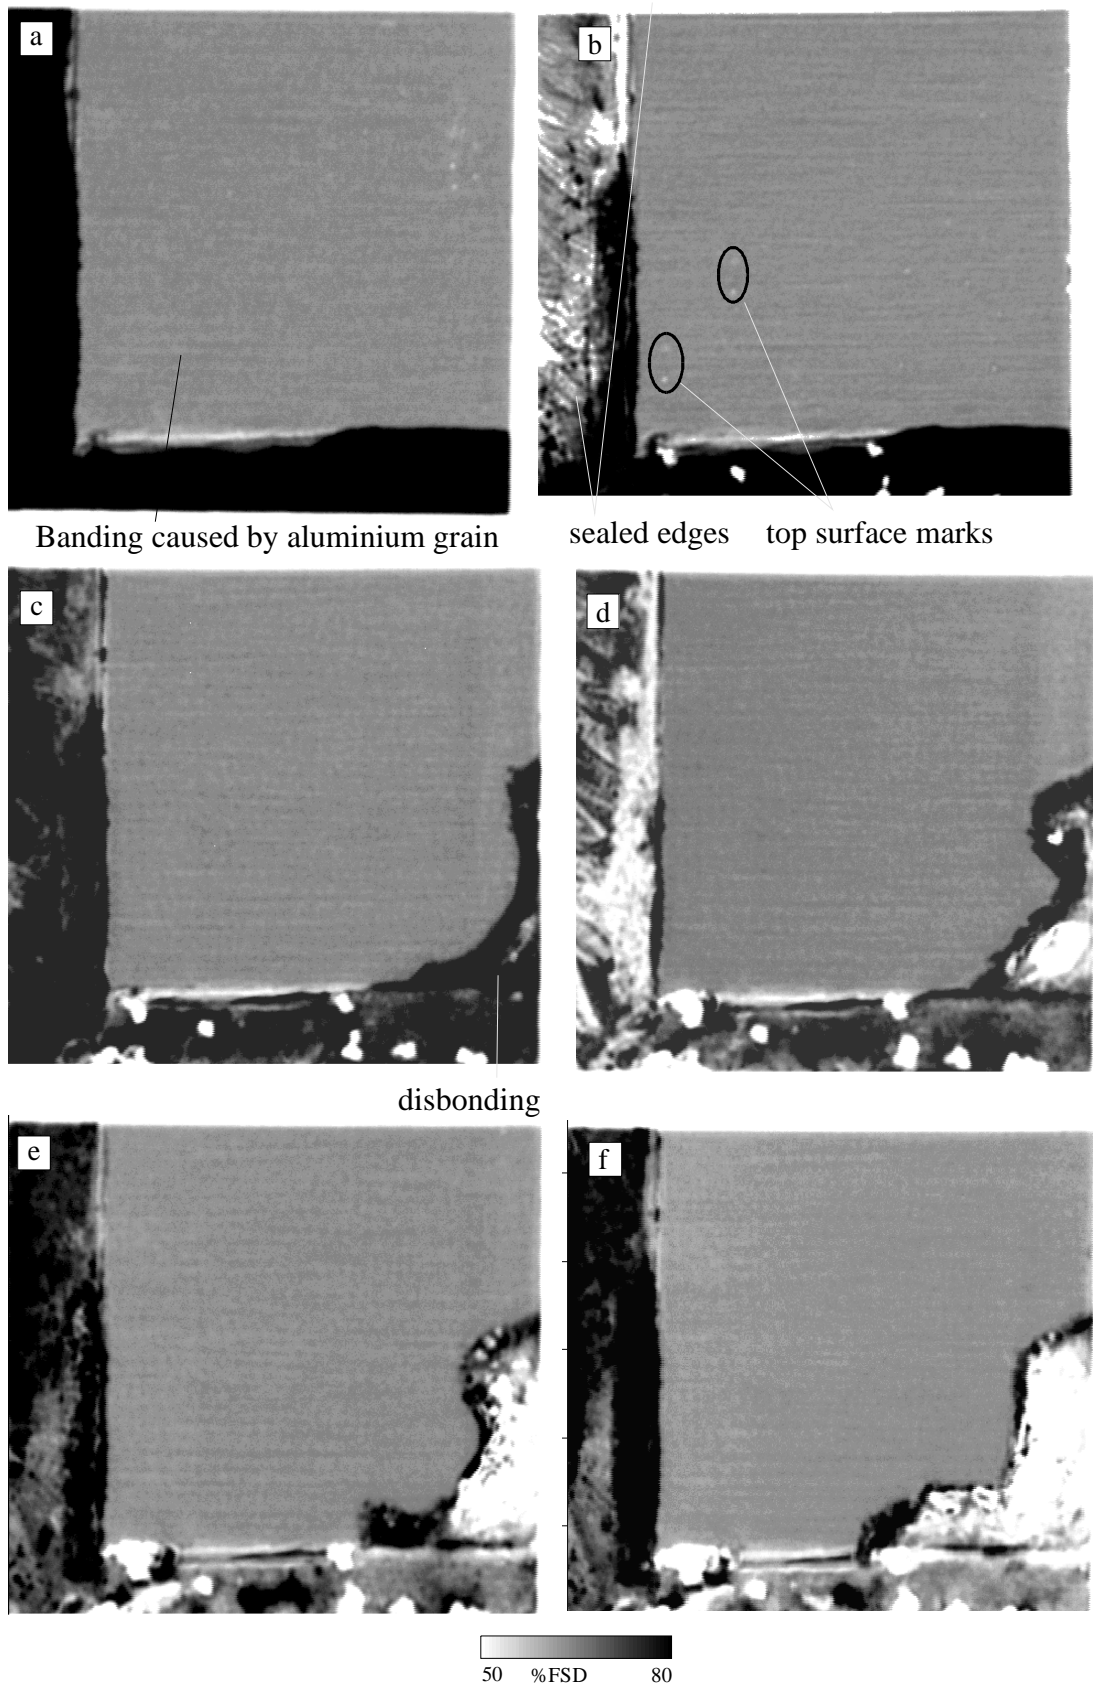 a
b
Banding caused by aluminium grain
sealed edges
top surface marks
c
d
disbonding
e
f
50 %FSD 80